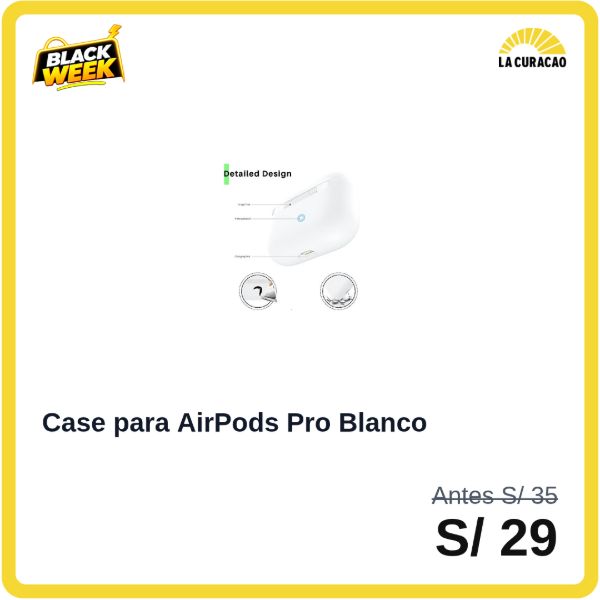 BLACK
WEEK
LA CURACAO
Detailed Design
Case para AirPods Pro Blanco
Antes S/ 35
S/ 29